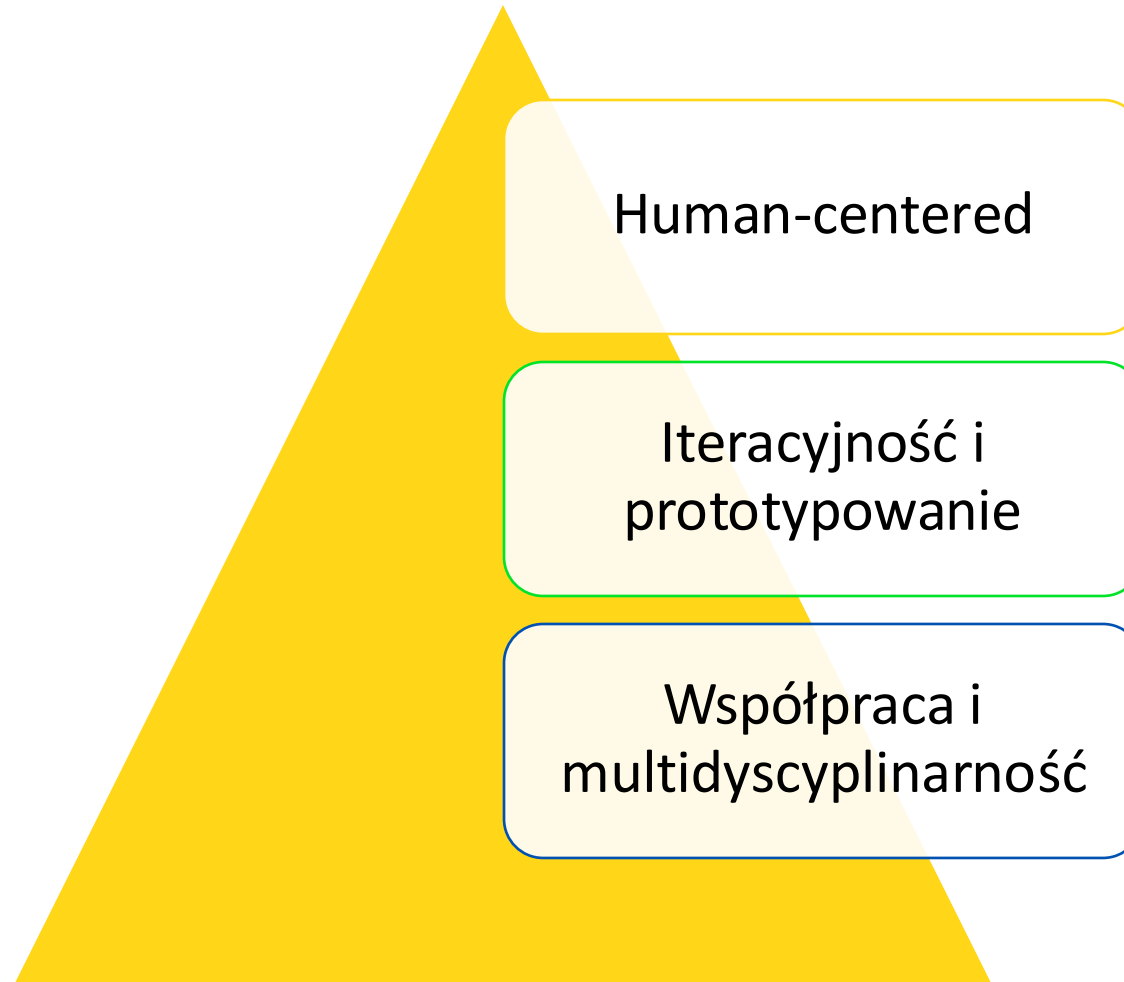 Human-centered
Iteracyjność i
prototypowanie
Współpraca i
multidyscyplinarność